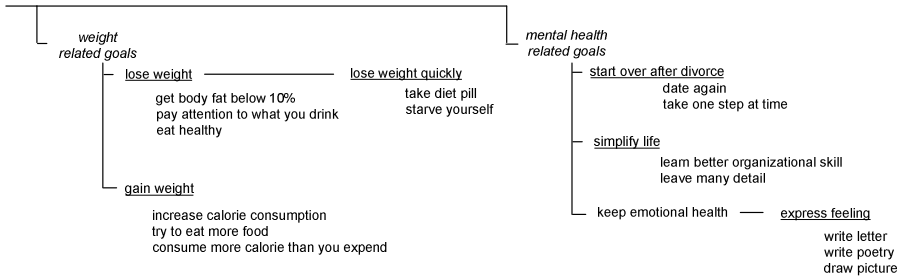 weight
related goals
lose weight
get body fat below 10%
pay attention to what you drink
eat healthy
lose weight quickly
take diet pill
starve yourself
gain weight
increase calorie consumption
try to eat more food
consume more calorie than you expend
mental health
related goals
start over after divorce
date again
take one step at time
simplify life
learn better organizational skill
leave many detail
keep emotional health
express feeling
write letter
write poetry
draw picture